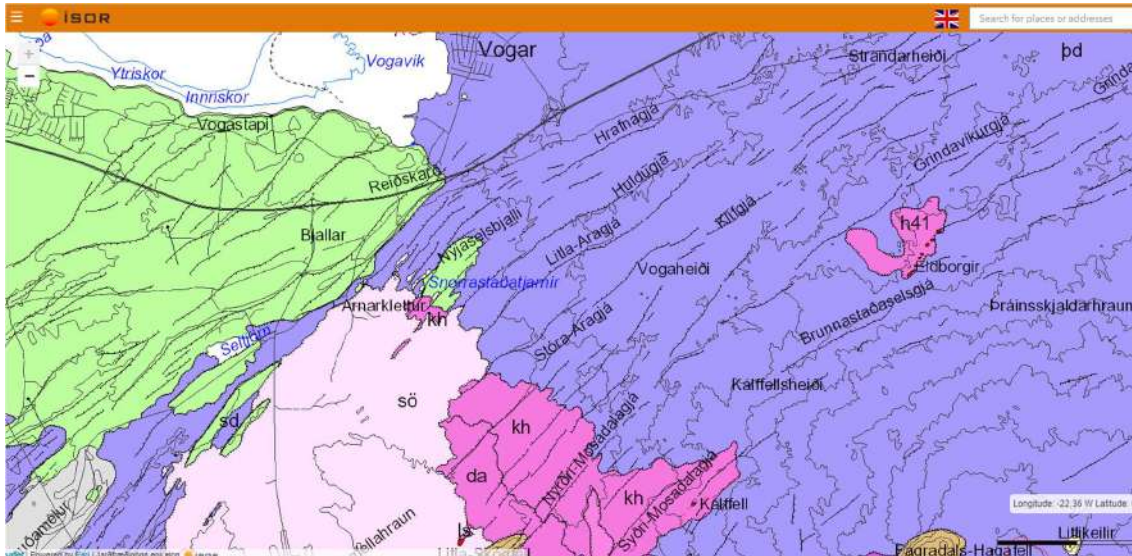 ÍSOR
Search for places or addresses
Vogar
Vogavík
Strandarheiði
þd
Ytriskor
Innriskor
Vogastapi
Hrafnagjá
Grindavíkurgjá
Reiðskarð
Huldugjá
Bjallar
Nýjaselsbjalli
Litla-Aragjá
Klifgjá
h41
Vogaheiði
Eldborgir
Snorrastaðatjarnir
Arnarklettur
kh
Brunnastaðaselsgjá
Þráinsskjaldarhraun
Seltjörn
Stóra-Aragjá
Kálffellsheiði
sö
sd
kh
da
Nyrðri-Mosadalagjá
kh
Syðri-Mosadalagjá
Kálffell
Longitude: -22.36 W Latitude:
ls
Litlikeilir
Fagradals-Hagafell